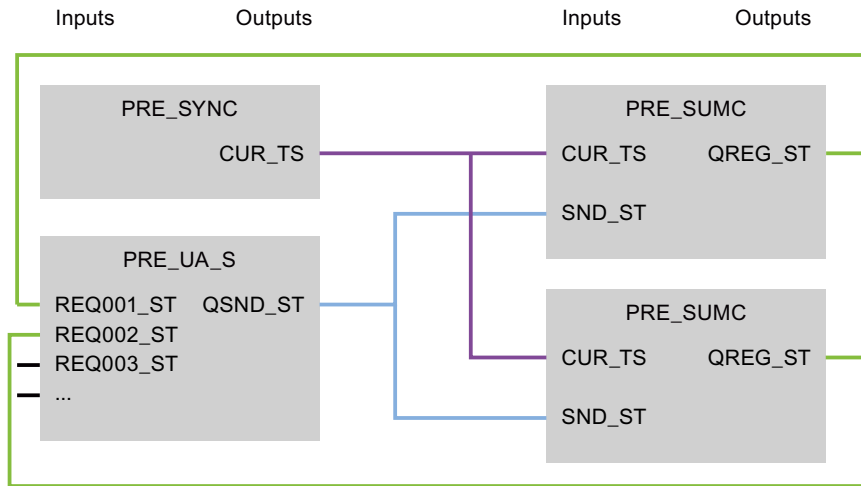 Inputs Outputs Inputs Outputs
PRE_SYNC
CUR_TS
PRE_UA_S
REQ001_ST QSND_ST
REQ002_ST
REQ003_ST
...
PRE_SUMC
CUR_TS QREG_ST
SND_ST
PRE_SUMC
CUR_TS QREG_ST
SND_ST